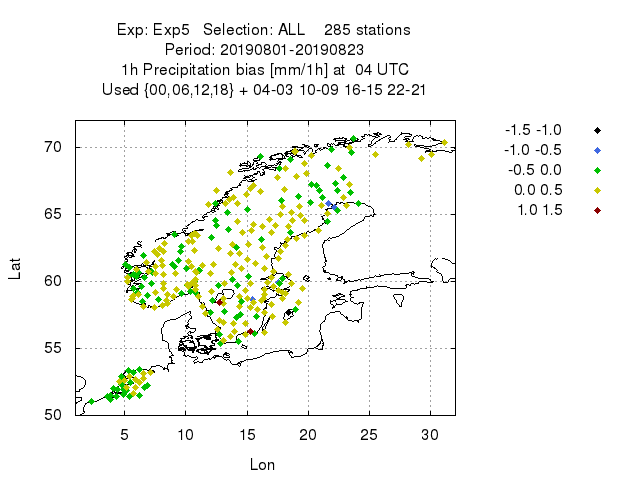 Exp: Exp5   Selection: ALL    285 stations
Period: 20190801-20190823
1h Precipitation bias [mm/1h] at  04 UTC
Used {00,06,12,18} + 04-03 10-09 16-15 22-21
-1.5 -1.0
-1.0 -0.5
-0.5 0.0
0.0 0.5
1.0 1.5
70
65
60
55
50
Lat
5 10 15 20 25 30
Lon